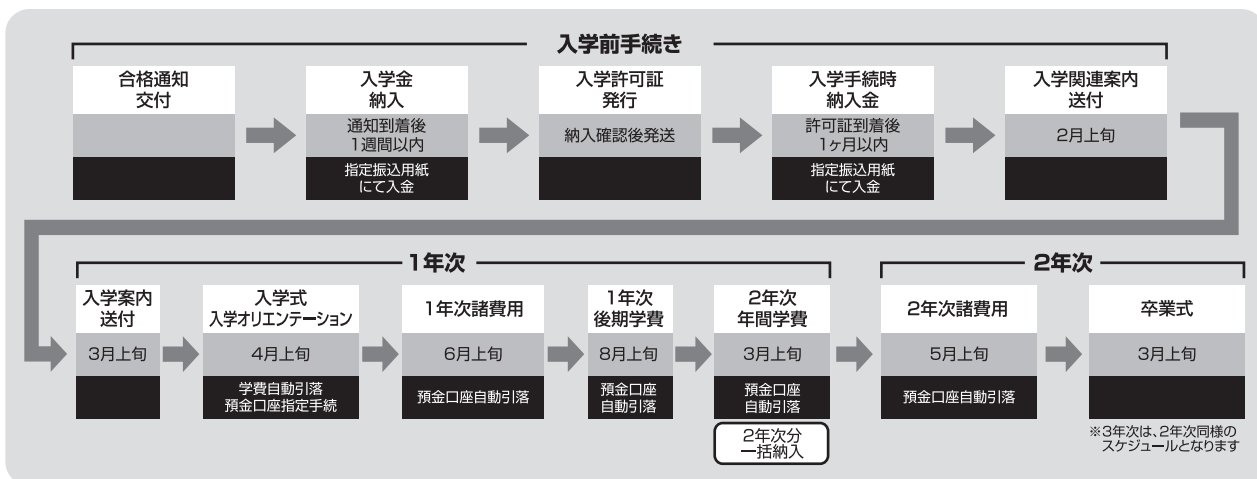 入学前手続き
合格通知
交付
入学金
納入
通知到着後
1週間以内
指定振込用紙
にて入金
入学許可証
発行
納入確認後発送
入学手続時
納入金
許可証到着後
1ヶ月以内
指定振込用紙
にて入金
入学関連案内
送付
2月上旬
1年次
入学案内
送付
3月上旬
入学式
入学オリエンテーション
4月上旬
学費自動引落
預金口座指定手続
1年次諸費用
6月上旬
預金口座自動引落
1年次
後期学費
8月上旬
預金口座
自動引落
2年次
年間学費
3月上旬
預金口座
自動引落
2年次分
一括納入
2年次
2年次諸費用
5月上旬
預金口座自動引落
卒業式
3月上旬
※3年次は、2年次同様の
スケジュールとなります